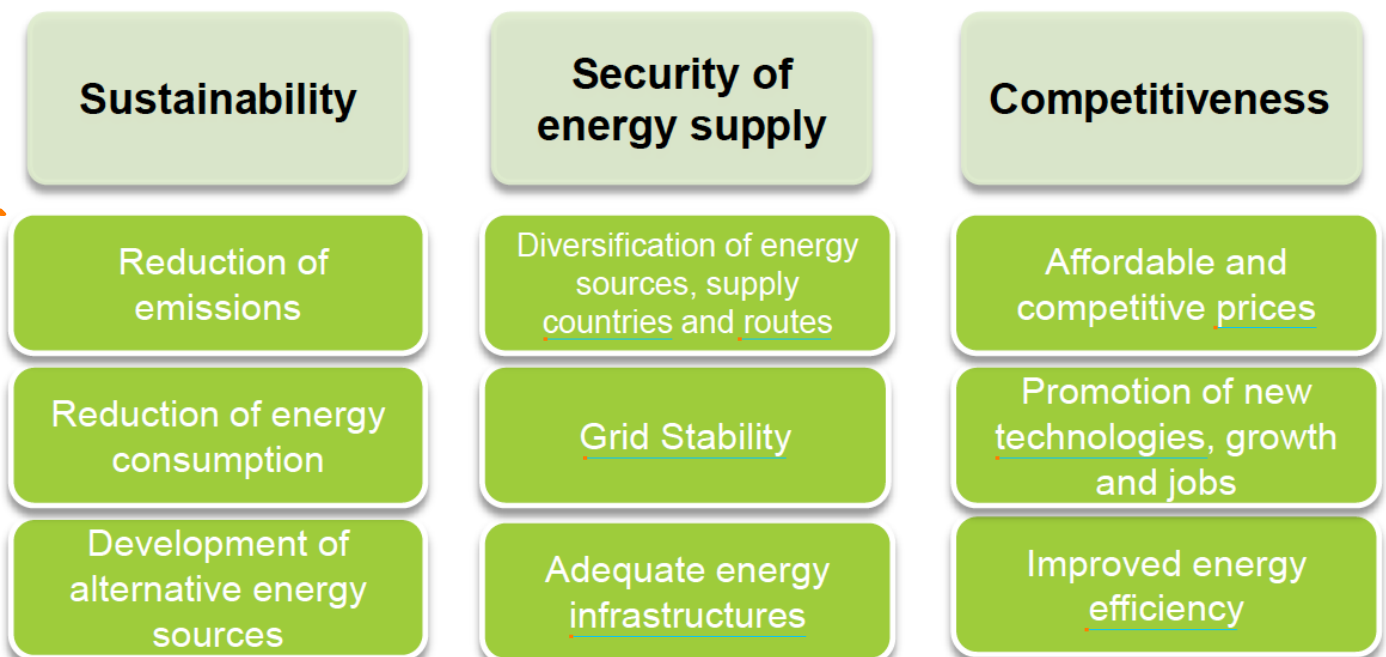 Sustainability
Reduction of
emissions
Reduction of energy
consumption
Development of
alternative energy
sources
Security of
energy supply
Diversification of energy
sources, supply
countries and routes
Grid Stability
Adequate energy
infrastructures
Competitiveness
Affordable and
competitive prices
Promotion of new
technologies, growth
and jobs
Improved energy
efficiency